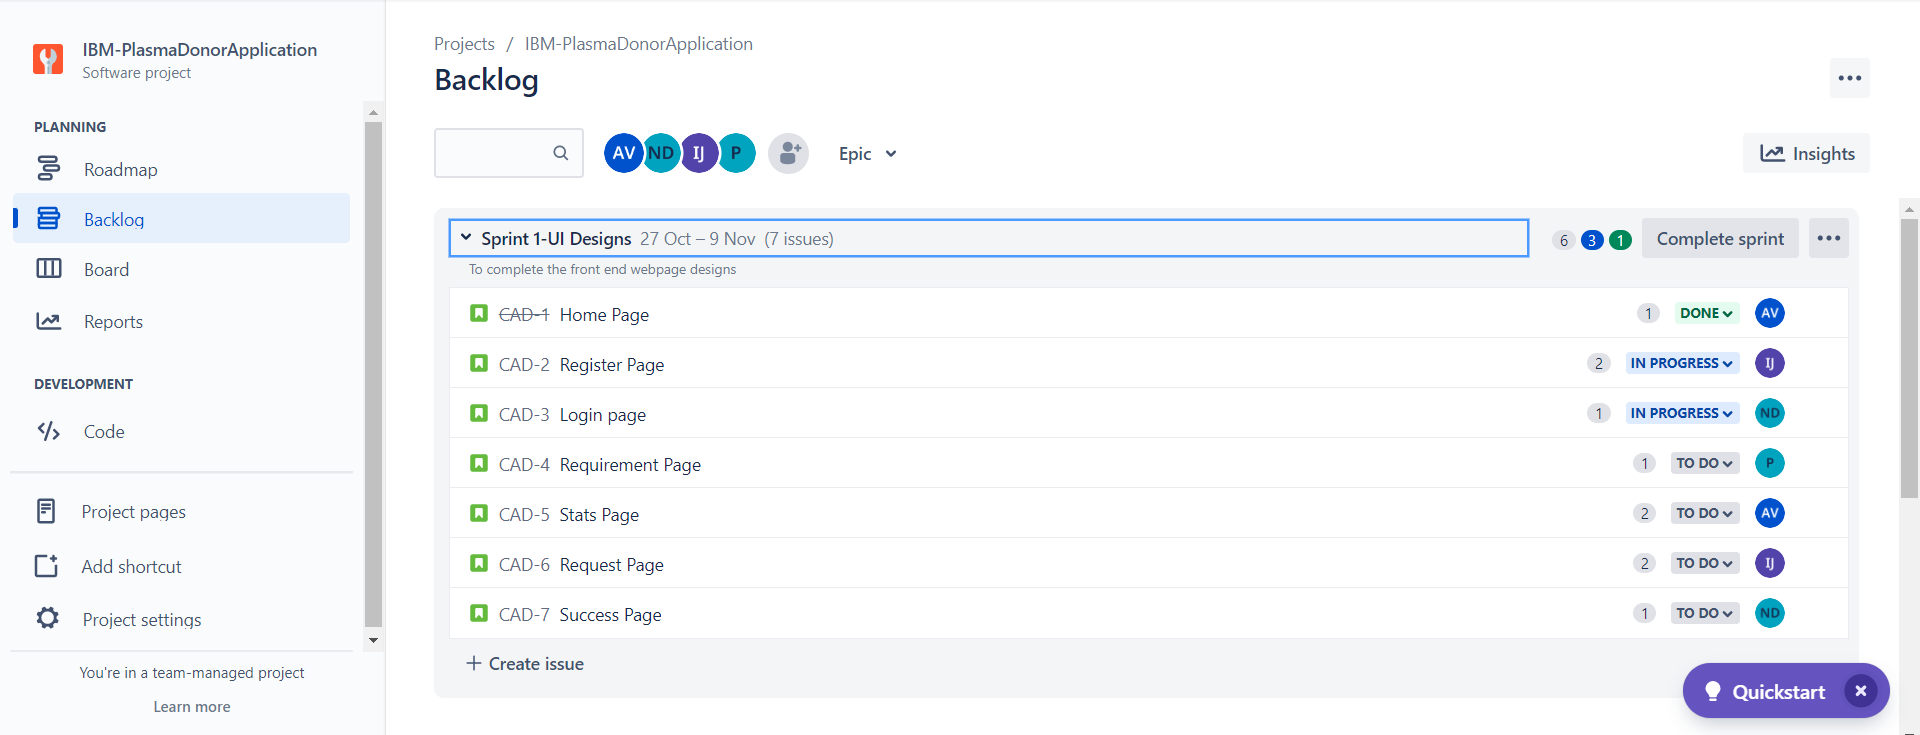 IBM-PlasmaDonorApplication
Software project
PLANNING
Roadmap
Backlog
Board
Reports
DEVELOPMENT
Code
Project pages
Add shortcut
Project settings
You're in a team-managed project
Learn more
Projects / IBM-PlasmaDonorApplication
Backlog
AV ND IJ P Epic
Insights
Sprint 1-UI Designs 27 Oct – 9 Nov (7 issues) 6 3 1 Complete sprint
To complete the front end webpage designs
CAD-1 Home Page 1 DONE AV
CAD-2 Register Page 2 IN PROGRESS IJ
CAD-3 Login page 1 IN PROGRESS ND
CAD-4 Requirement Page 1 TO DO P
CAD-5 Stats Page 2 TO DO AV
CAD-6 Request Page 2 TO DO IJ
CAD-7 Success Page 1 TO DO ND
+ Create issue
Quickstart